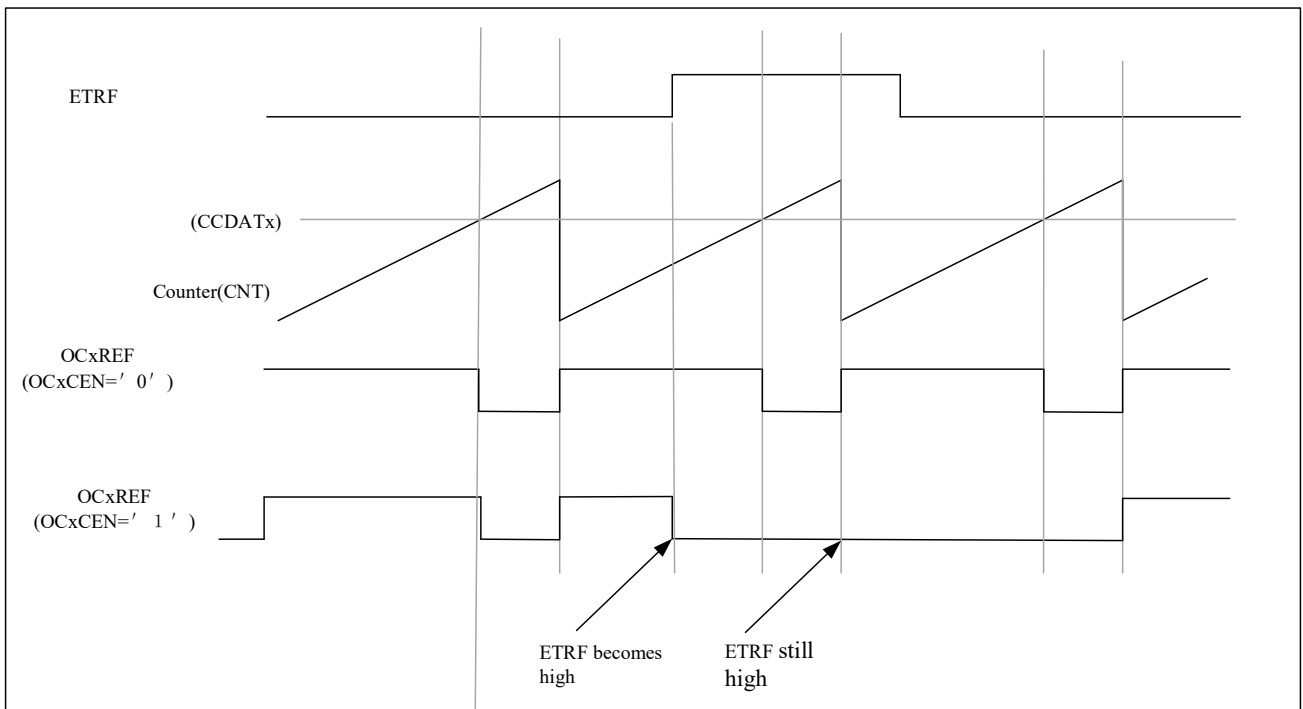 ETRF
(CCDATx)
Counter(CNT)
OCxREF
(OCxCEN=′ 0′ )
OCxREF
(OCxCEN=′ 1 ′ )
ETRF becomes
high
ETRF still
high